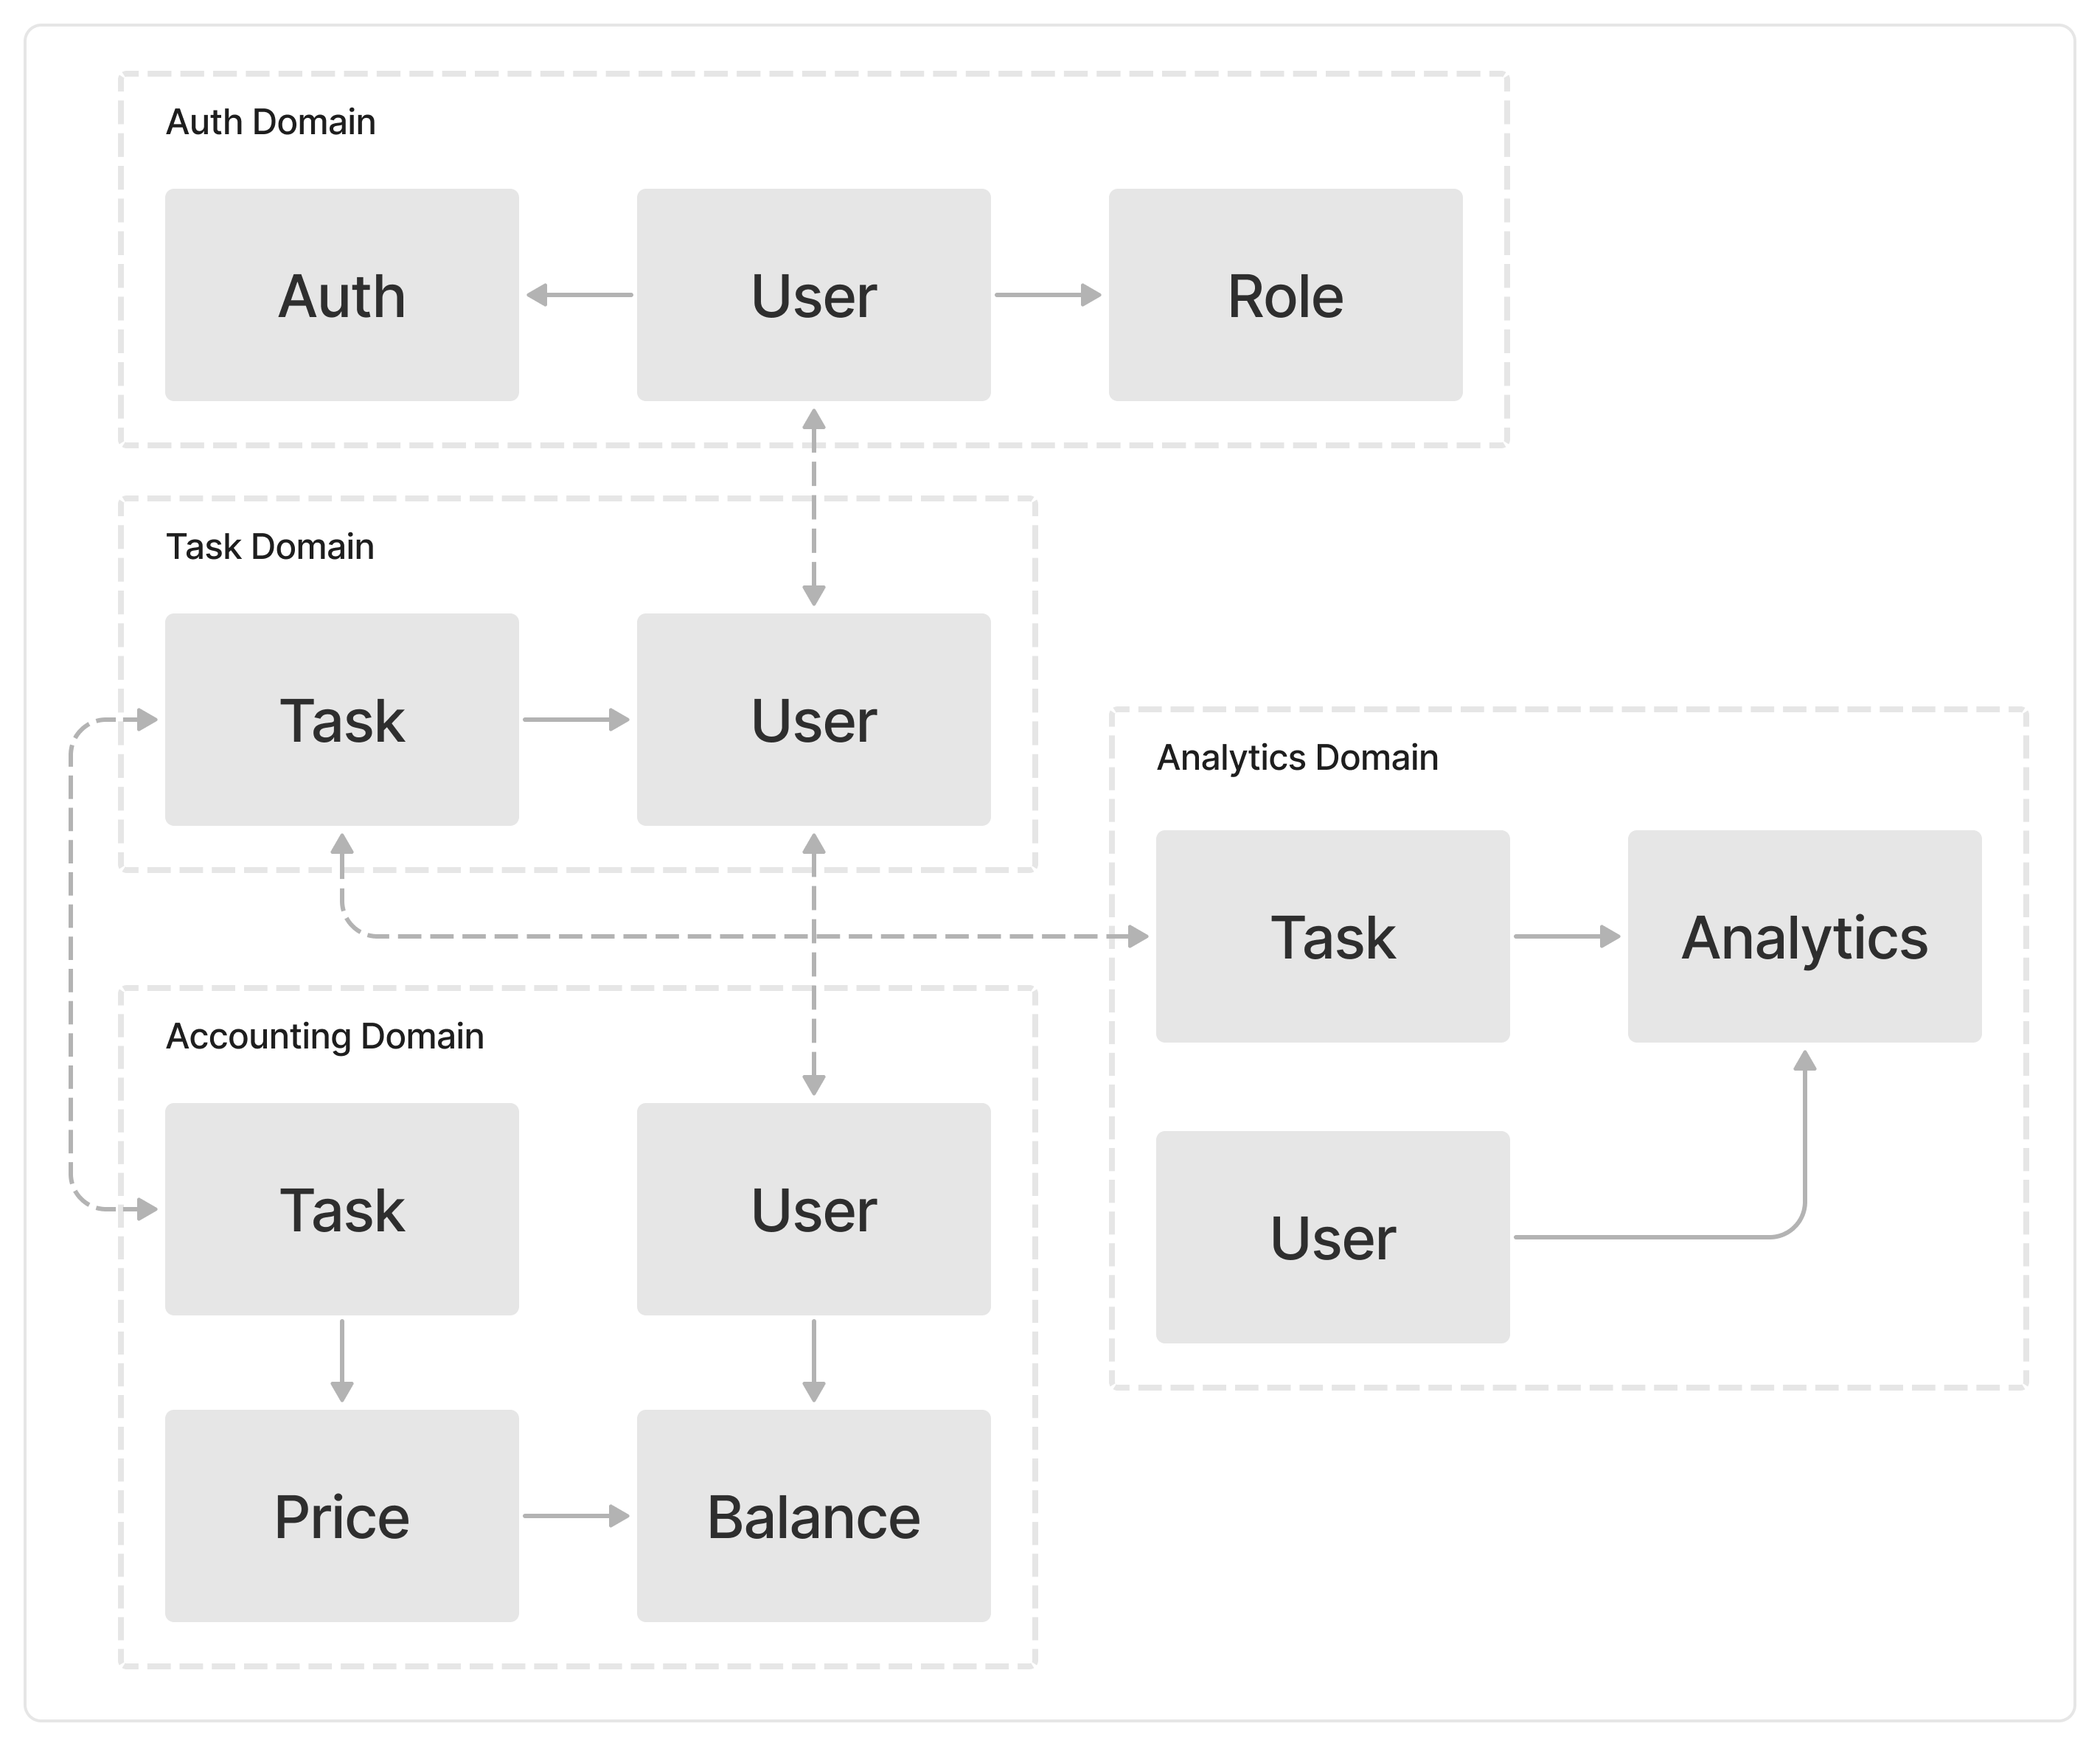 Auth Domain
Auth
User
Role
Task Domain
Task
User
Analytics Domain
Task
Analytics
User
Accounting Domain
Task
User
Price
Balance